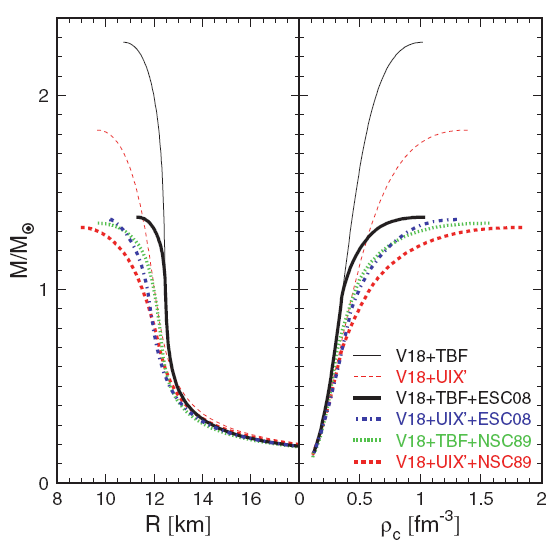 2
1
0
M/M☉
8
10
12
14
16
0
0.5
1
1.5
2
R [km]
ρc [fm⁻³]
V18+TBF
V18+UIX'
V18+TBF+ESC08
V18+UIX'+ESC08
V18+TBF+NSC89
V18+UIX'+NSC89